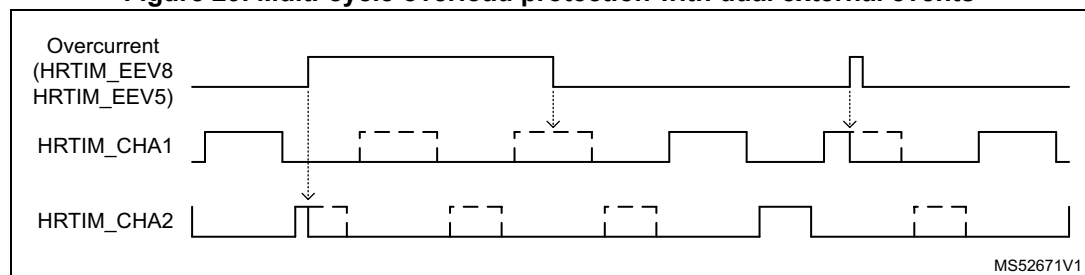 Figure 20. Multi-cycle overload protection with dual external events
Overcurrent
(HRTIM_EEV8
HRTIM_EEV5)
HRTIM_CHA1
HRTIM_CHA2
MS52671V1